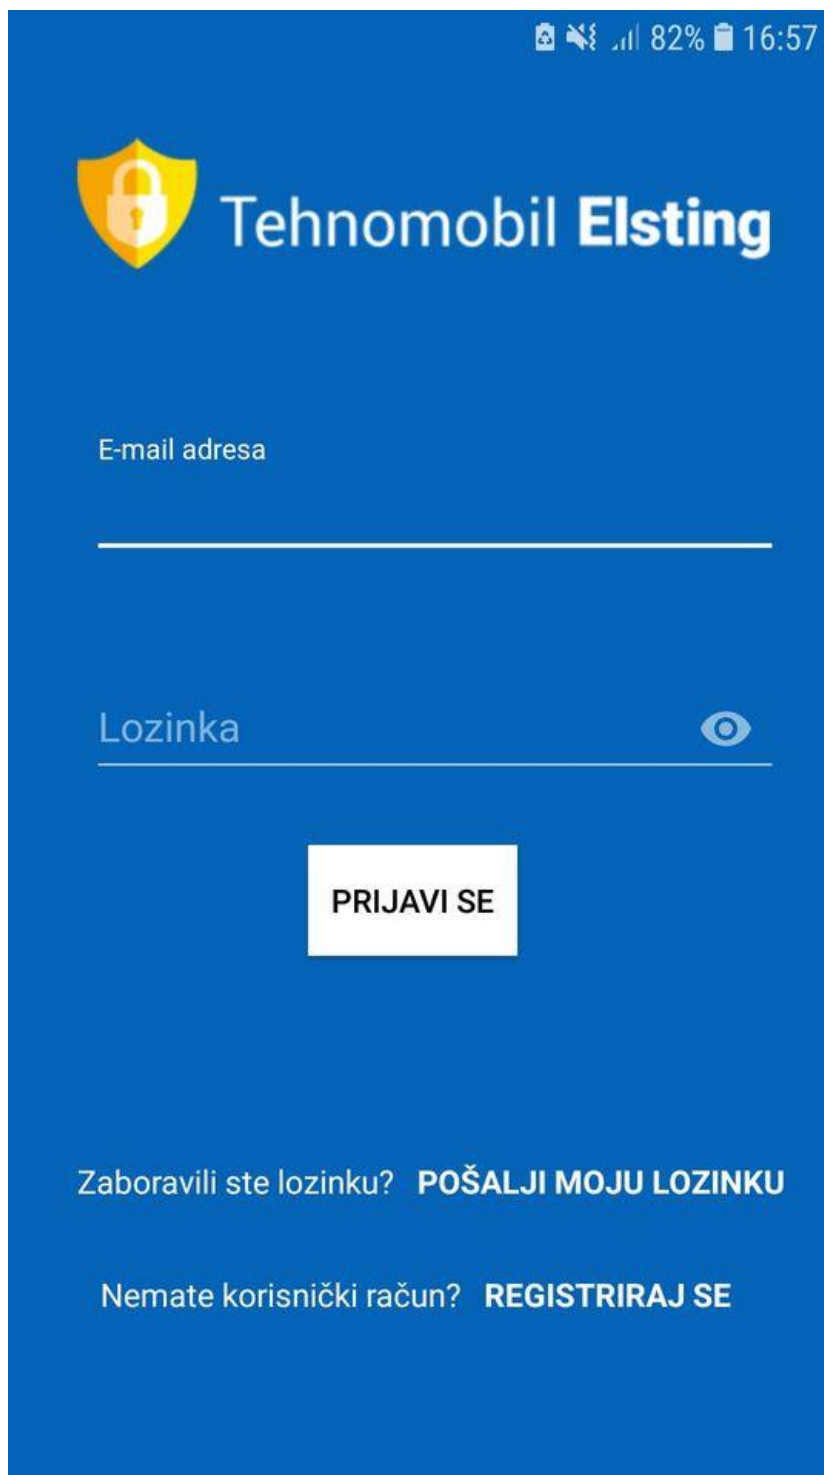 82% 16:57
Tehnomobil Elsting
E-mail adresa
Lozinka
PRIJAVI SE
Zaboravili ste lozinku? POŠALJI MOJU LOZINKU
Nemate korisnički račun? REGISTRIRAJ SE